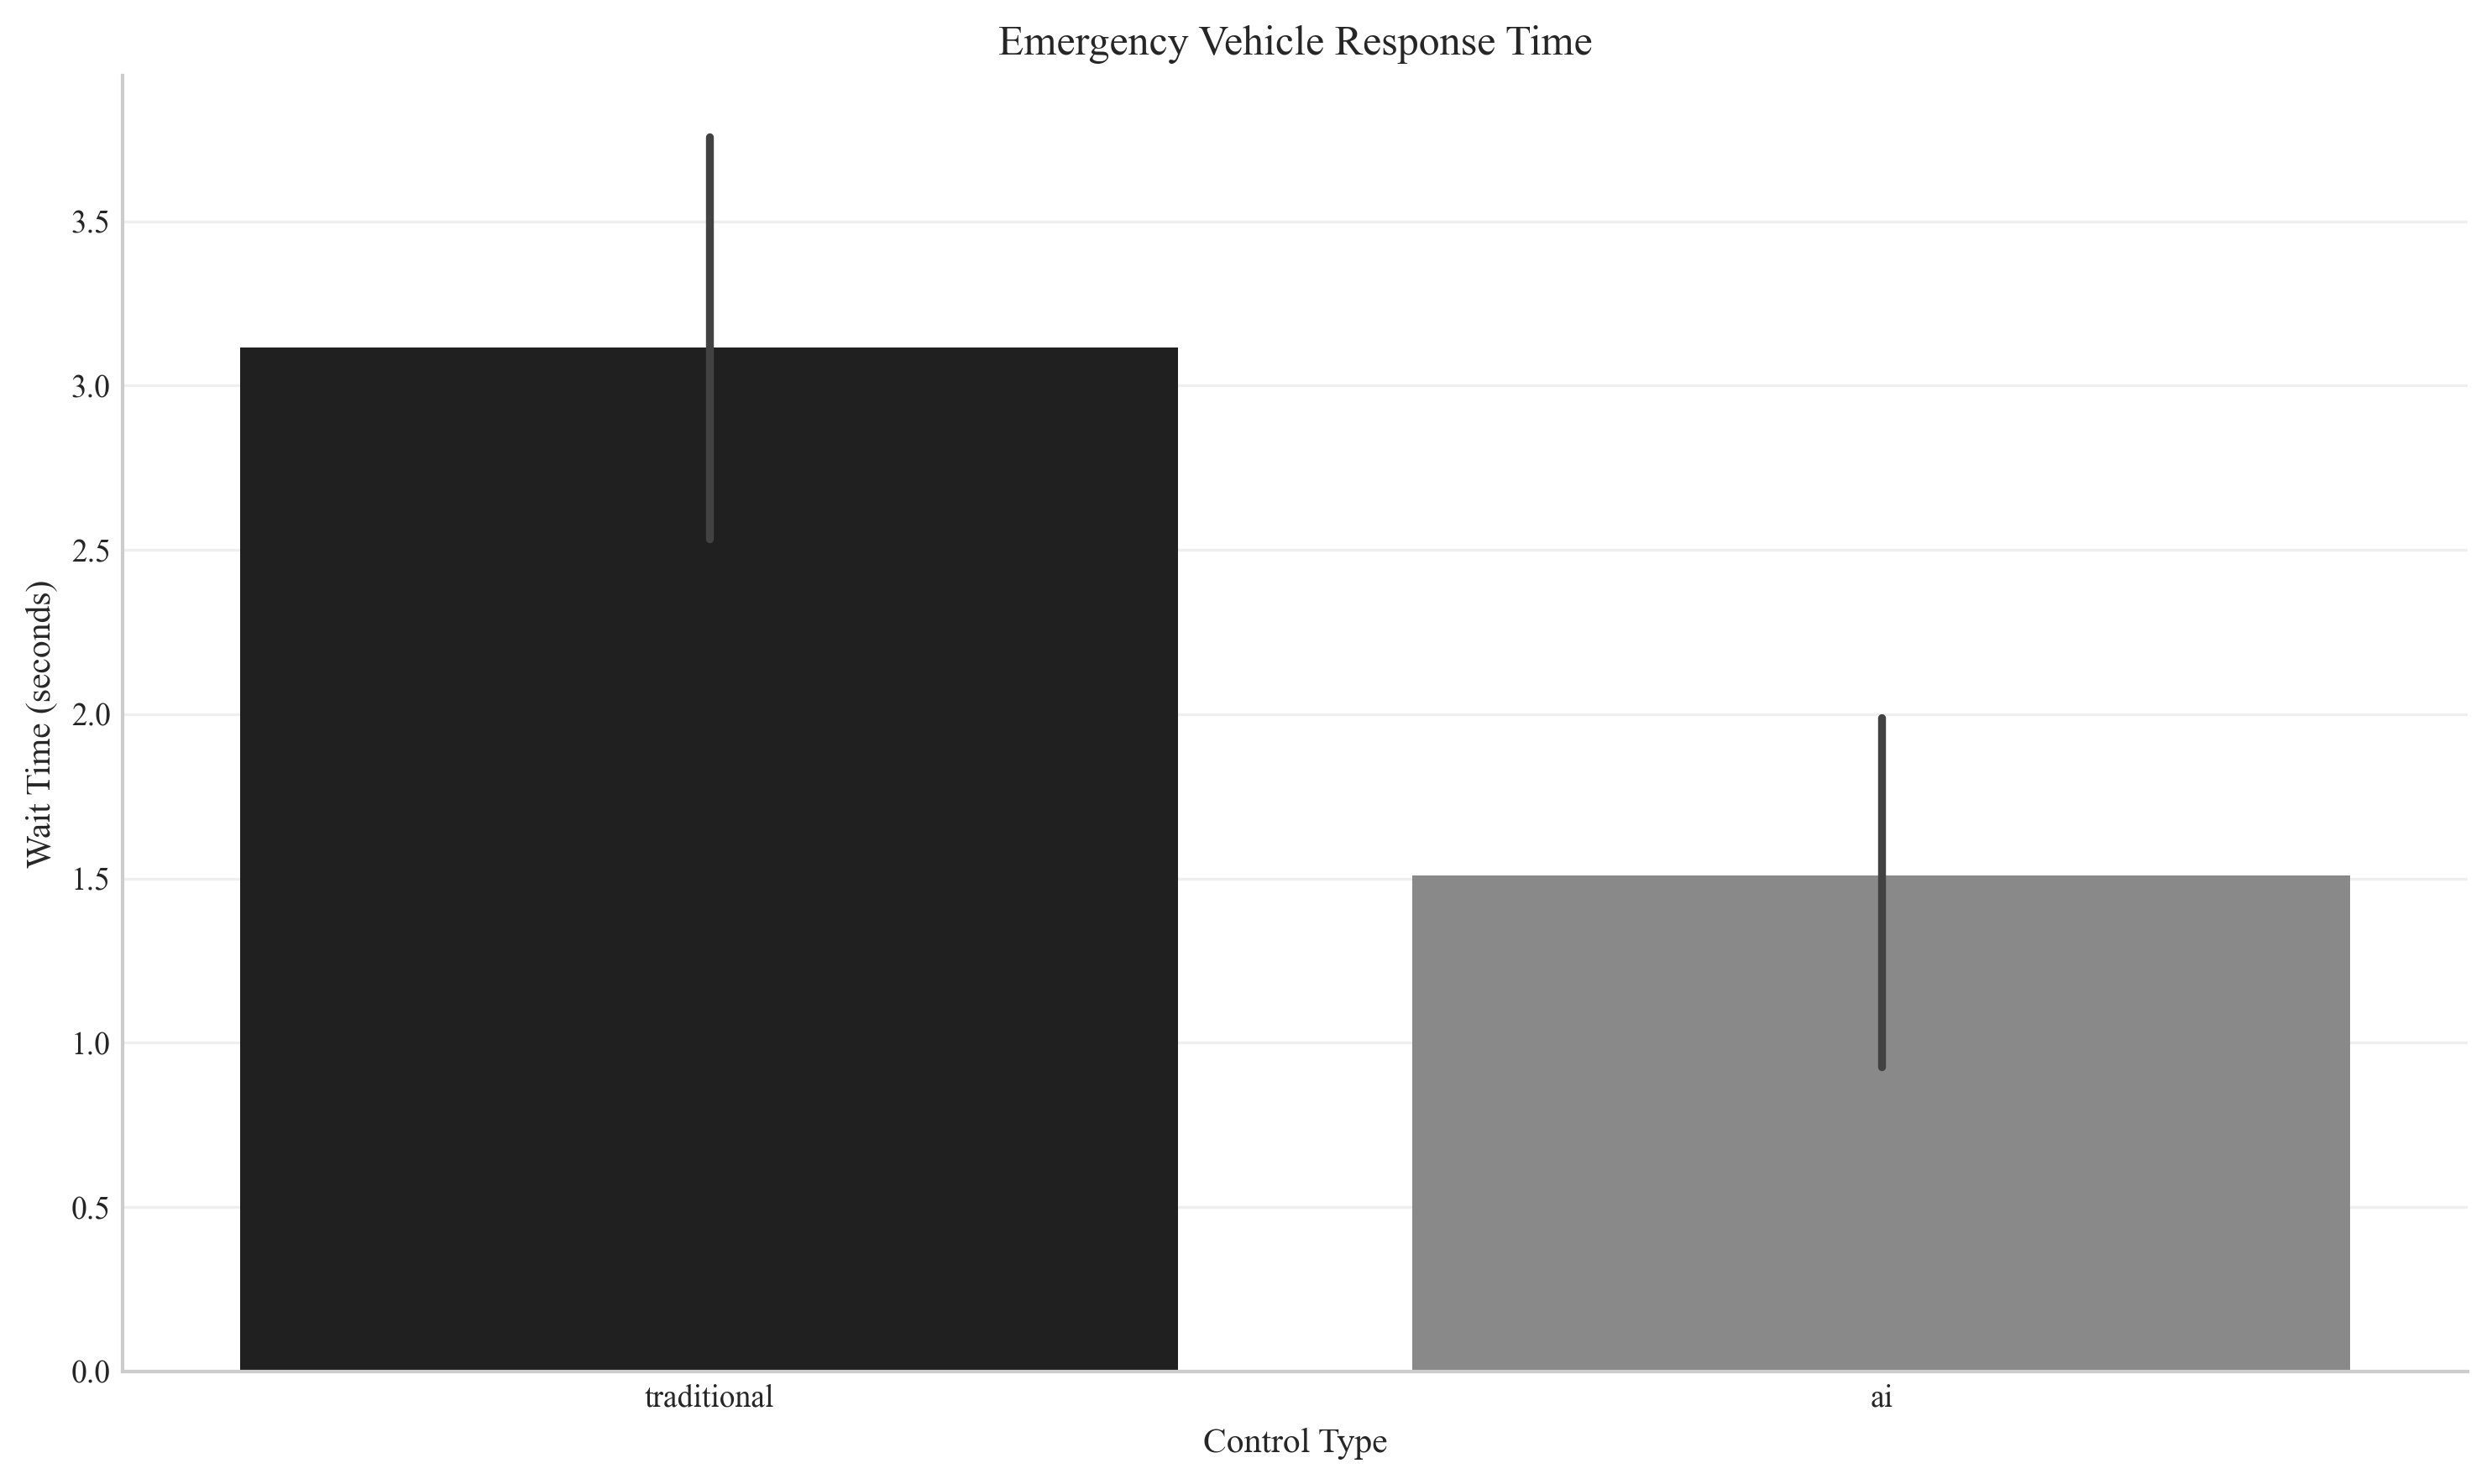 Emergency Vehicle Response Time
Wait Time (seconds)
3.5
3.0
2.5
2.0
1.5
1.0
0.5
0.0
traditional
ai
Control Type